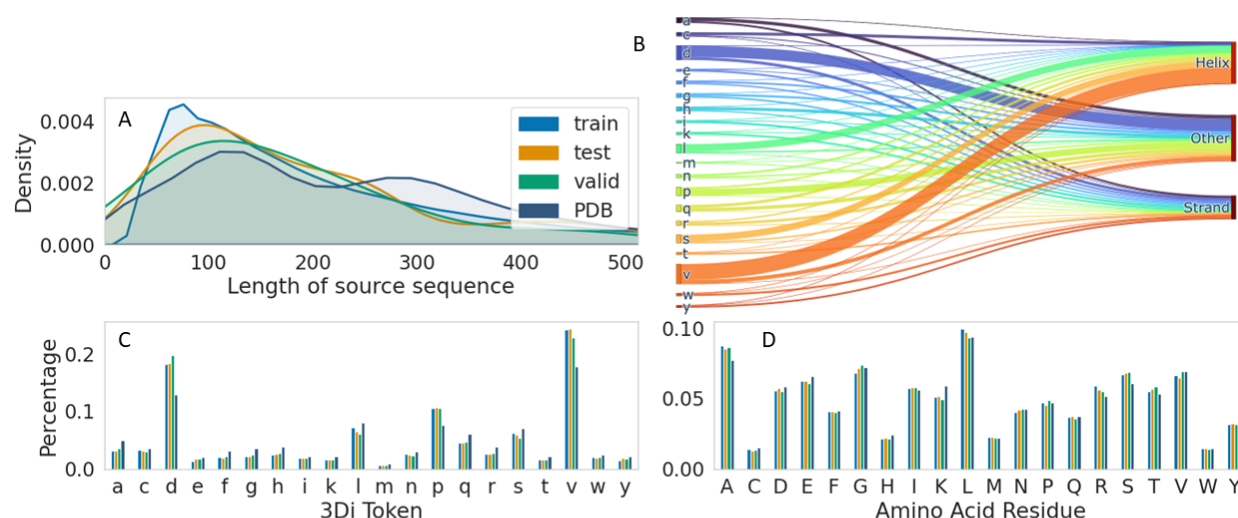 A
0.004
0.002
0.000
Density
train
test
valid
PDB
0 100 200 300 400 500
Length of source sequence
B
a
c
d
e
f
g
h
i
k
l
m
n
p
q
r
s
t
v
w
y
Helix
Other
Strand
C
0.2
0.1
0.0
Percentage
a c d e f g h i k l m n p q r s t v w y
3Di Token
D
0.10
0.05
0.00
A C D E F G H I K L M N P Q R S T V W Y
Amino Acid Residue